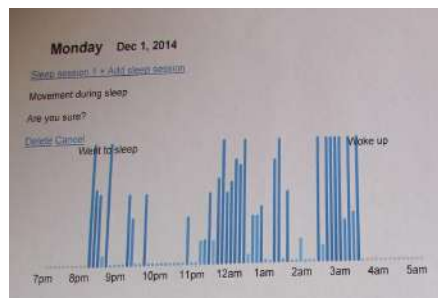 Monday Dec 1, 2014
Sleep session 1 + Add sleep session
Movement during sleep
Are you sure?
Delete Cancel
Went to sleep
Woke up
7pm 8pm 9pm 10pm 11pm 12am 1am 2am 3am 4am 5am